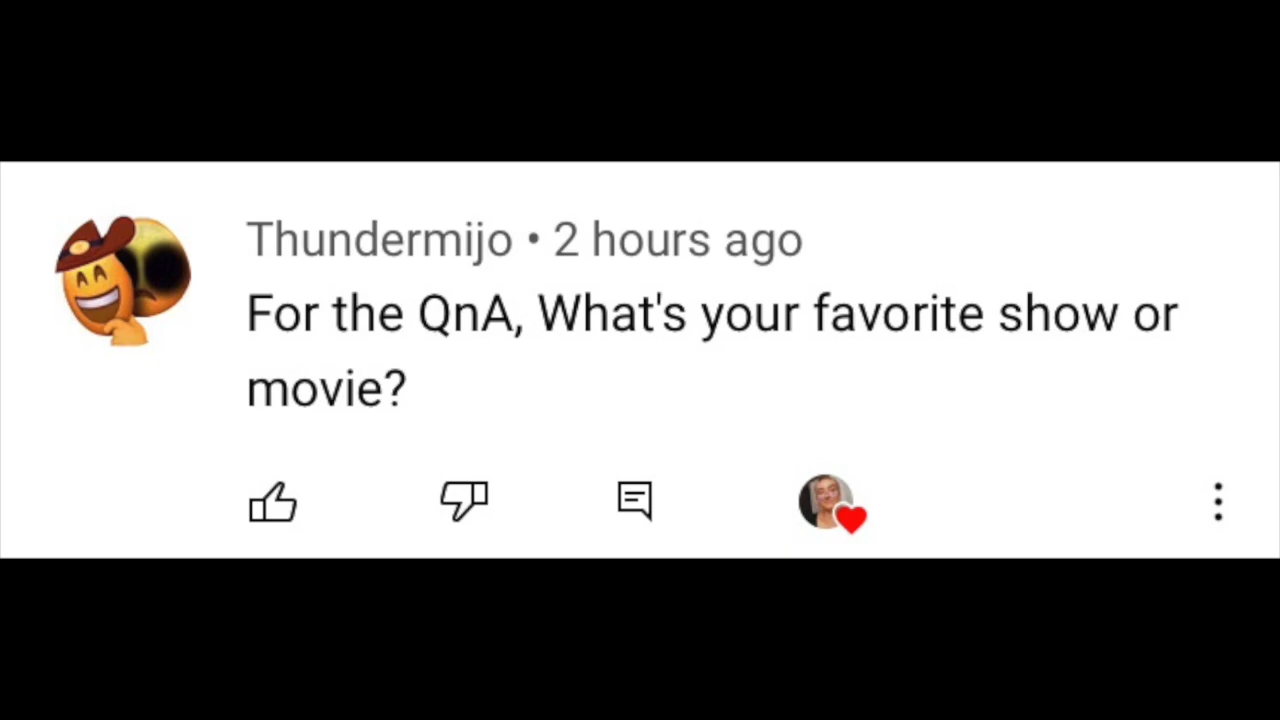 Thundermijo • 2 hours ago
For the QnA, What's your favorite show or
movie?